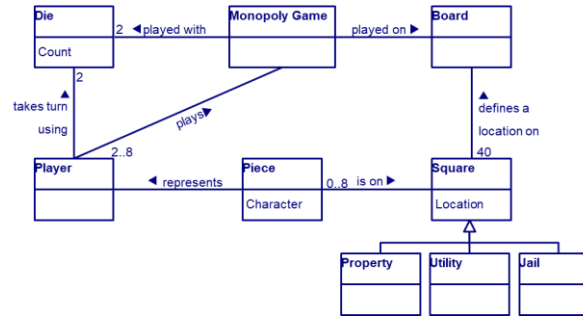 Die
Monopoly Game
Board
2
◄ played with
played on ►
Count
2
takes turn ▲
using
plays ►
▲ defines a
location on
2..8
40
Player
Piece
Square
◄ represents
0..8
is on ►
Character
Location
Property
Utility
Jail